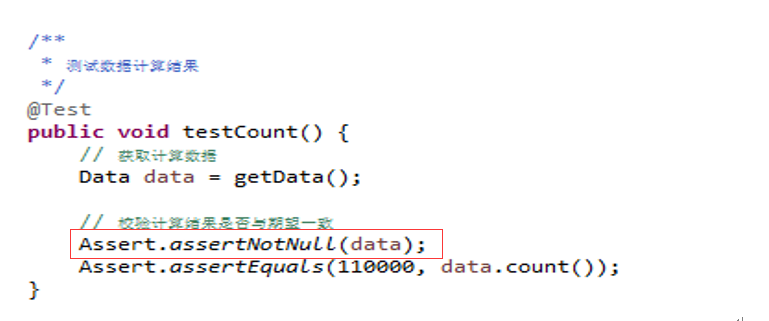 /**
 * 测试数据计算结果
 */
@Test
public void testCount() {
    // 获取计算数据
    Data data = getData();

    // 校验计算结果是否与期望一致
    Assert.assertNotNull(data);
    Assert.assertEquals(110000, data.count());
}